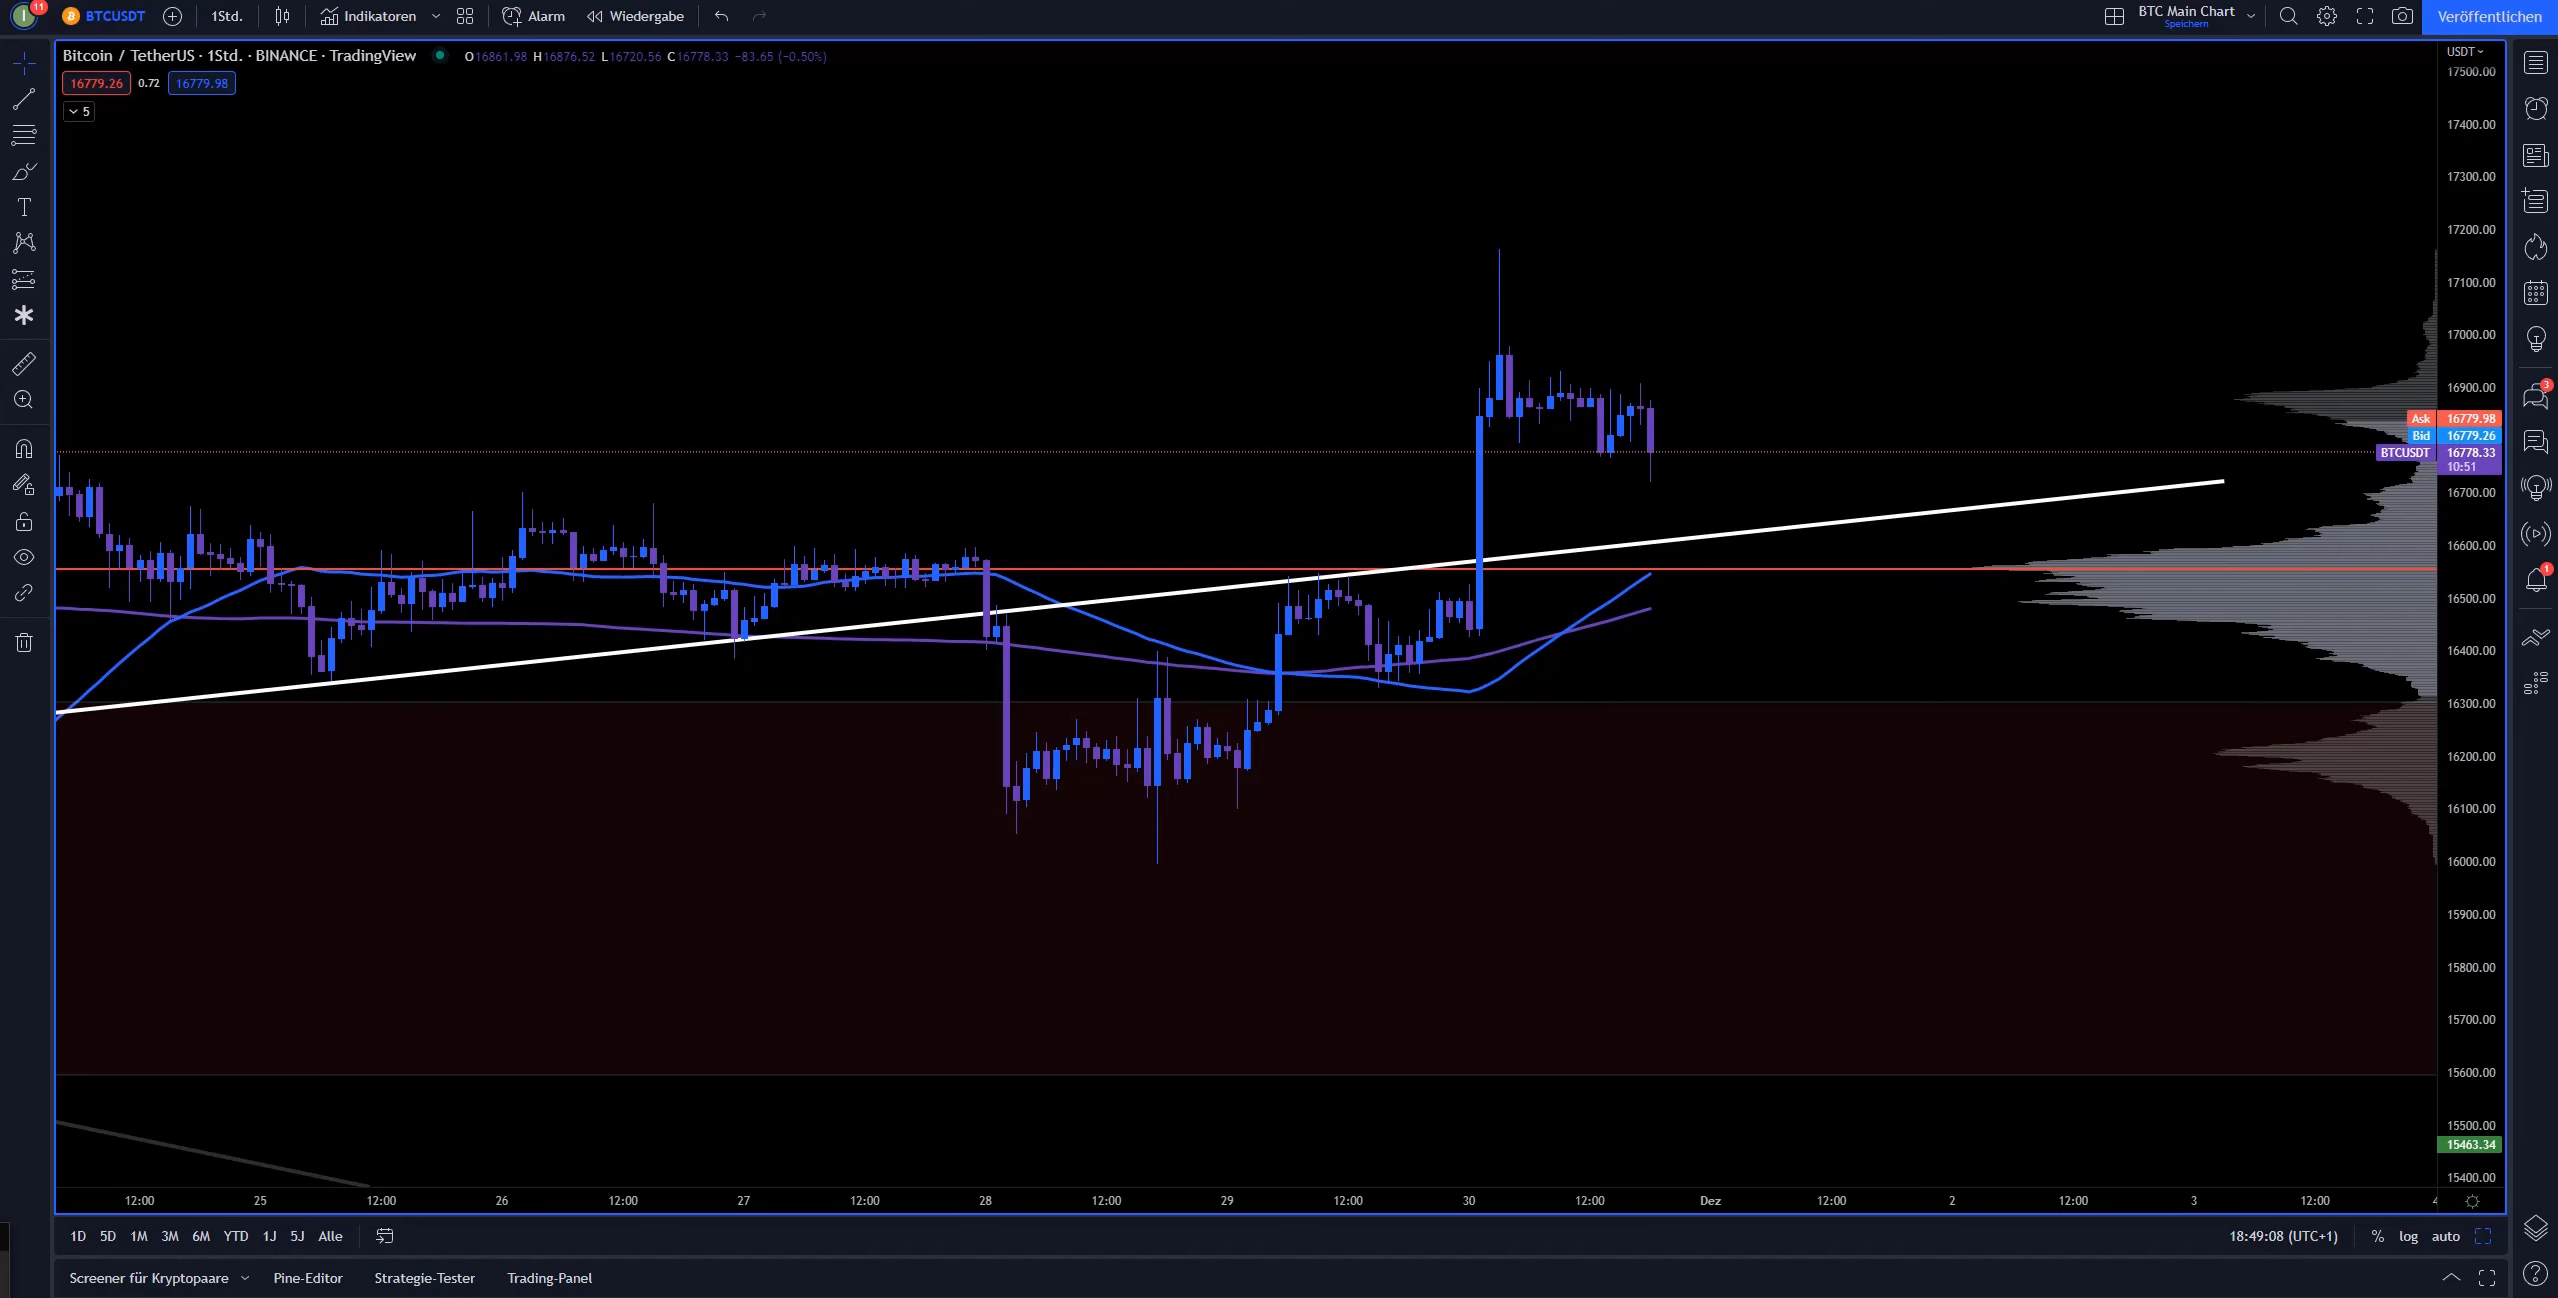 11
BTCUSDT 1Std. Indikatoren Alarm Wiedergabe BTC Main Chart Veröffentlichen
Speichern
Bitcoin / TetherUS · 1Std. · BINANCE · TradingView O16861.98 H16876.52 L16720.56 C16778.33 −83.65 (−0.50%)
16779.26 0.72 16779.98
5
USDT
17500.00
17400.00
17300.00
17200.00
17100.00
17000.00
16900.00
Ask 16779.98
Bid 16779.26
BTCUSDT 16778.33
10:51
16700.00
16600.00
16500.00
16400.00
16300.00
16200.00
16100.00
16000.00
15900.00
15800.00
15700.00
15600.00
15500.00
15463.34
15400.00
3
1
12:00 25 12:00 26 12:00 27 12:00 28 12:00 29 12:00 30 12:00 Dez 12:00 2 12:00 3 12:00 4
1D 5D 1M 3M 6M YTD 1J 5J Alle 18:49:08 (UTC+1) % log auto
Screener für Kryptopaare Pine-Editor Strategie-Tester Trading-Panel